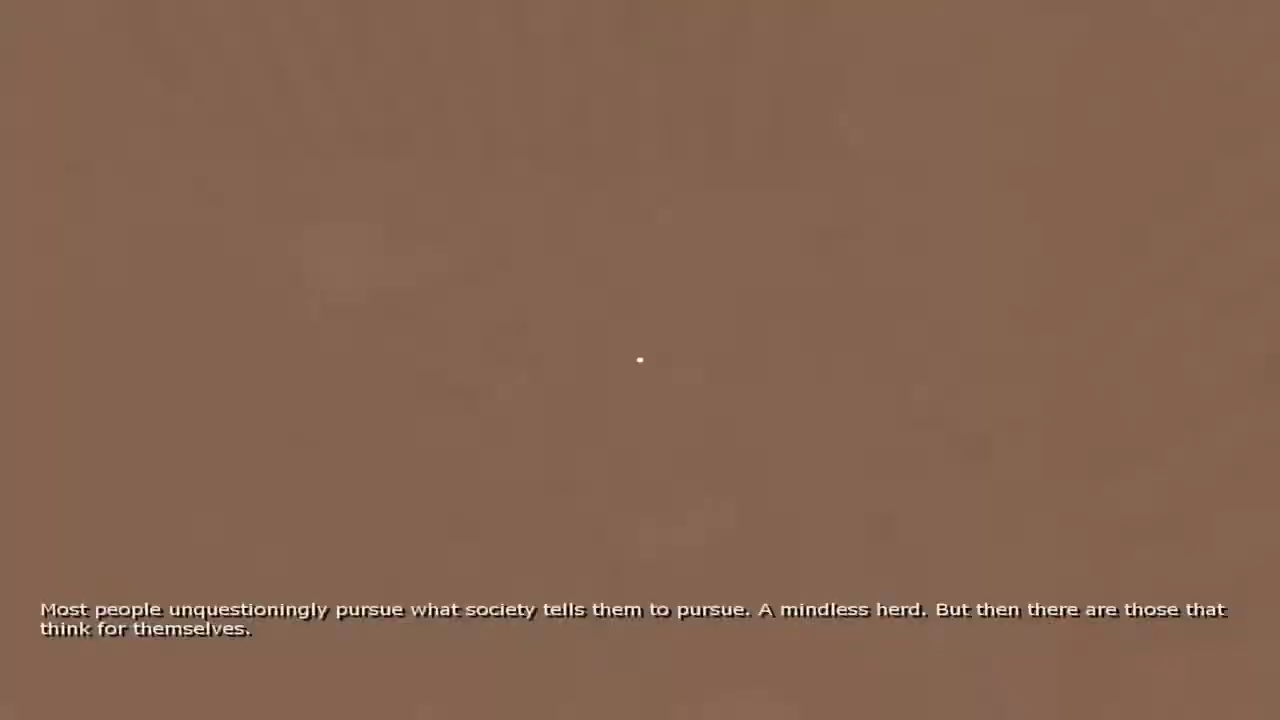 Most people unquestioningly pursue what society tells them to pursue. A mindless herd. But then there are those that
think for themselves.